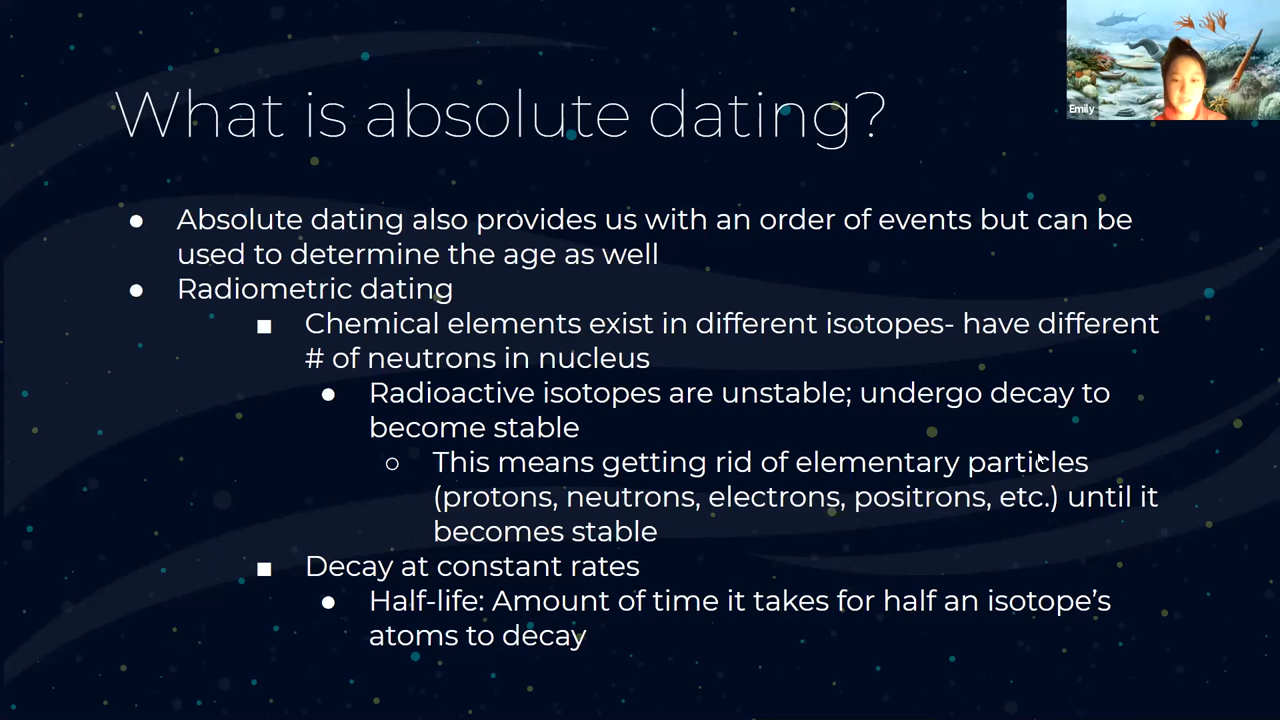 Emily
What is absolute dating?
● Absolute dating also provides us with an order of events but can be
used to determine the age as well
● Radiometric dating
■ Chemical elements exist in different isotopes- have different
# of neutrons in nucleus
● Radioactive isotopes are unstable; undergo decay to
become stable
○ This means getting rid of elementary particles
(protons, neutrons, electrons, positrons, etc.) until it
becomes stable
■ Decay at constant rates
● Half-life: Amount of time it takes for half an isotope’s
atoms to decay